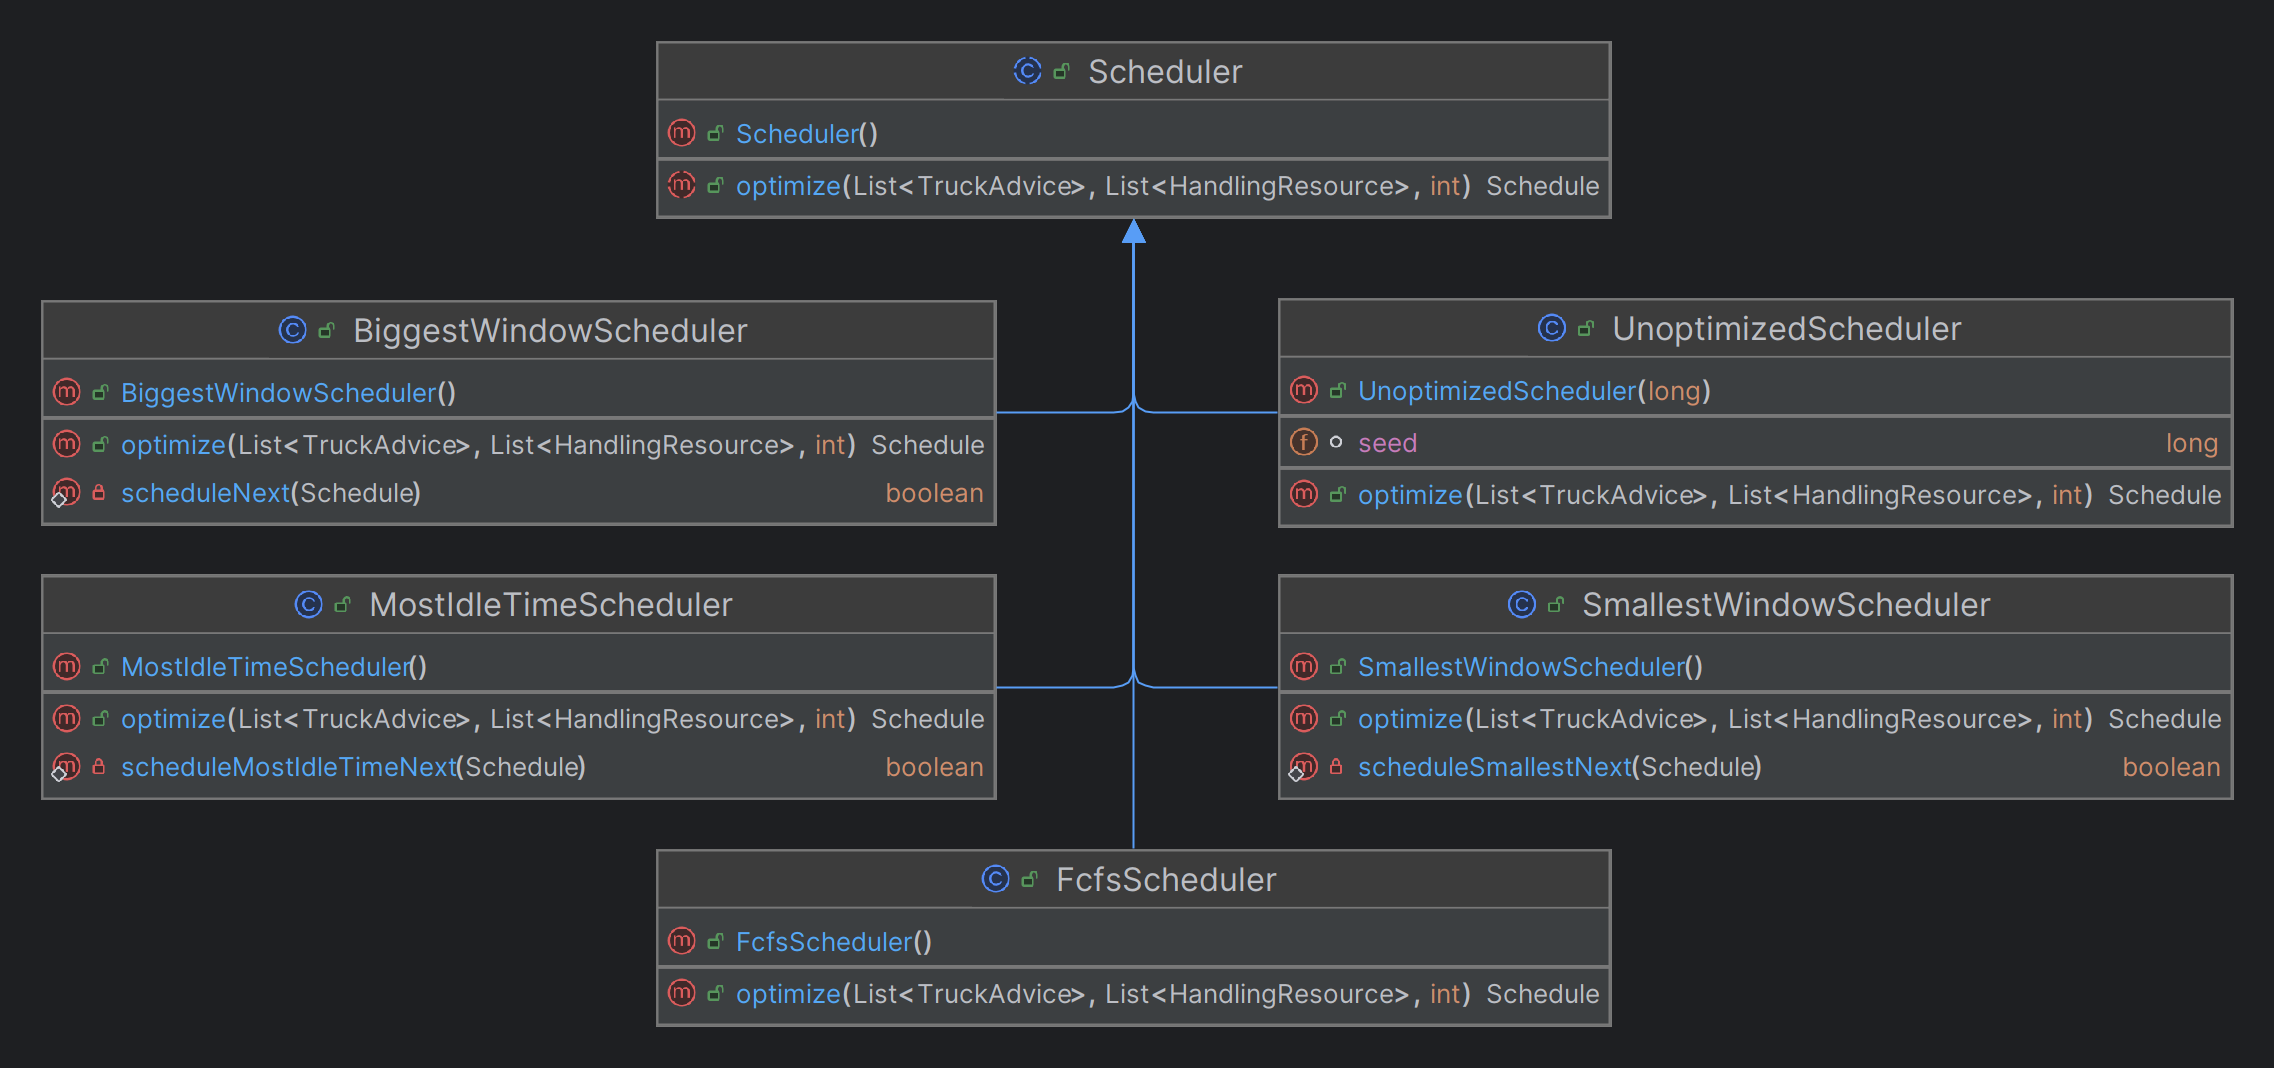 Scheduler
Scheduler()
optimize(List<TruckAdvice>, List<HandlingResource>, int) Schedule
BiggestWindowScheduler
BiggestWindowScheduler()
optimize(List<TruckAdvice>, List<HandlingResource>, int) Schedule
scheduleNext(Schedule) boolean
UnoptimizedScheduler
UnoptimizedScheduler(long)
seed long
optimize(List<TruckAdvice>, List<HandlingResource>, int) Schedule
MostIdleTimeScheduler
MostIdleTimeScheduler()
optimize(List<TruckAdvice>, List<HandlingResource>, int) Schedule
scheduleMostIdleTimeNext(Schedule) boolean
SmallestWindowScheduler
SmallestWindowScheduler()
optimize(List<TruckAdvice>, List<HandlingResource>, int) Schedule
scheduleSmallestNext(Schedule) boolean
FcfsScheduler
FcfsScheduler()
optimize(List<TruckAdvice>, List<HandlingResource>, int) Schedule